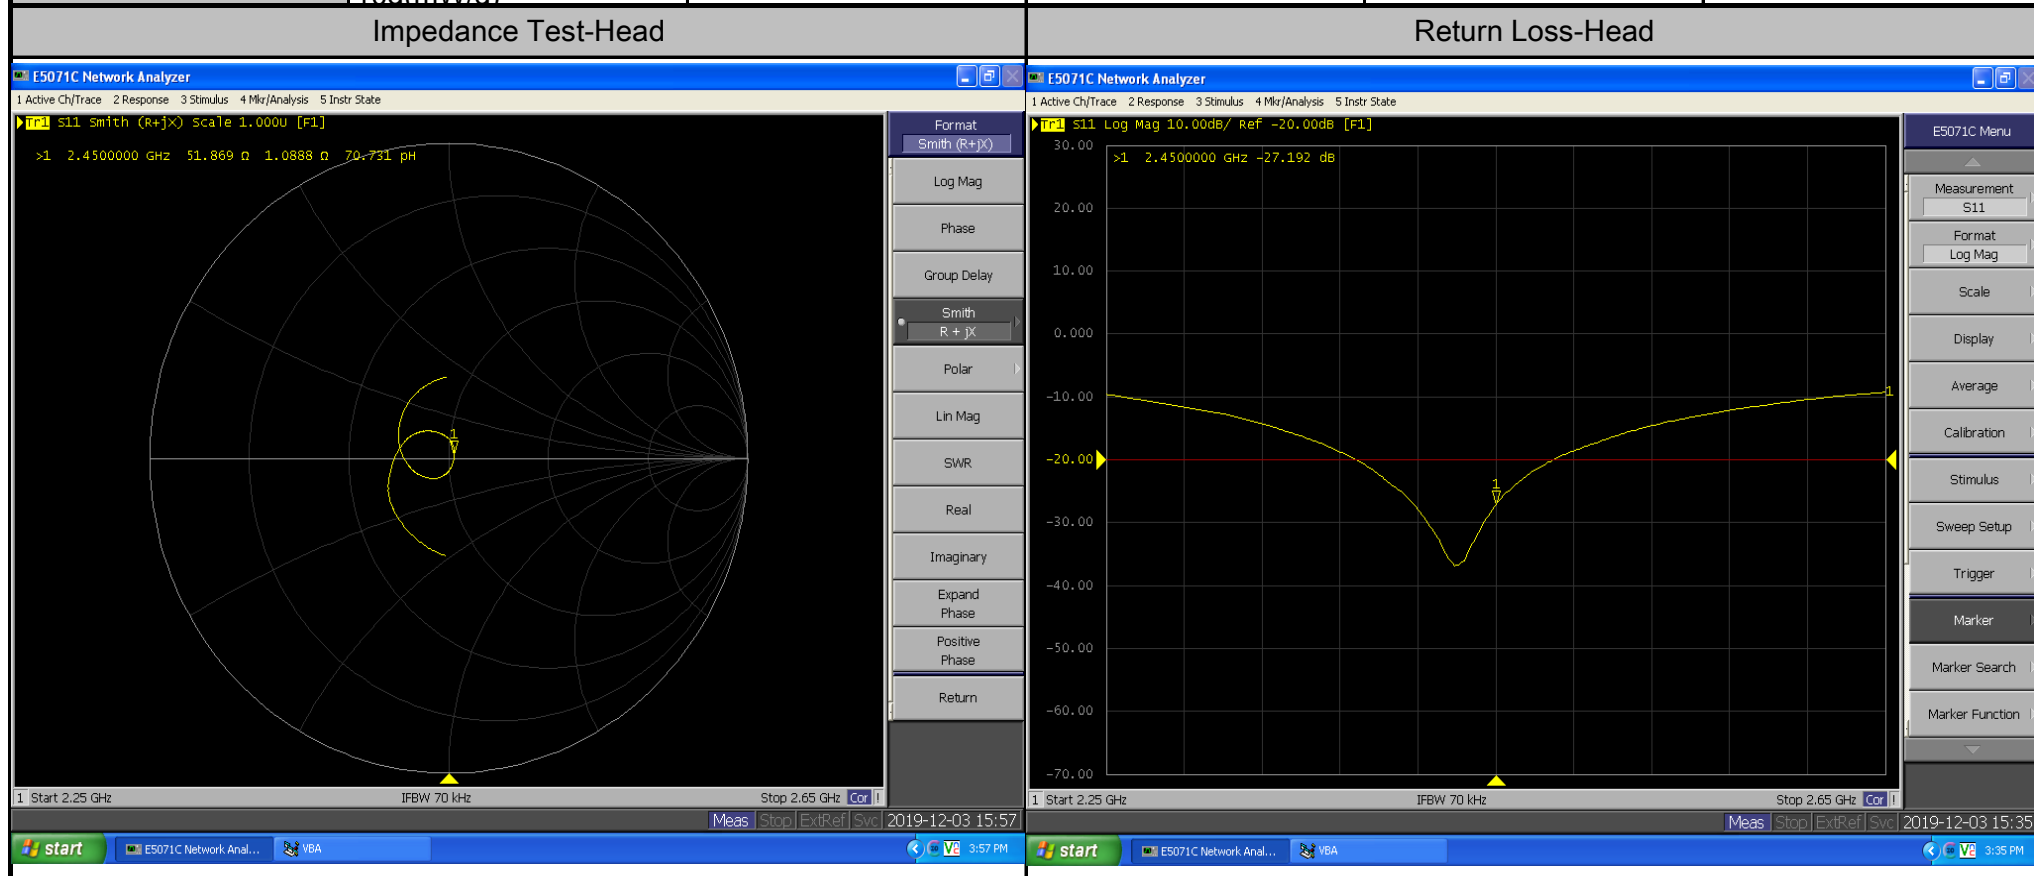 Impedance Test-Head
Return Loss-Head
E5071C Network Analyzer
1 Active Ch/Trace 2 Response 3 Stimulus 4 Mkr/Analysis 5 Instr State
Tr1 S11 Smith (R+jX) Scale 1.000U [F1]
>1 2.4500000 GHz 51.869 Ω 1.0888 Ω 70.731 pH
1
Format
Smith (R+jX)
Log Mag
Phase
Group Delay
Smith
R + jX
Polar
Lin Mag
SWR
Real
Imaginary
Expand
Phase
Positive
Phase
Return
1 Start 2.25 GHz IFBW 70 kHz Stop 2.65 GHz Cor !
Meas Stop ExtRef Svc 2019-12-03 15:57
start E5071C Network Anal... VBA 3:57 PM
E5071C Network Analyzer
1 Active Ch/Trace 2 Response 3 Stimulus 4 Mkr/Analysis 5 Instr State
Tr1 S11 Log Mag 10.00dB/ Ref -20.00dB [F1]
>1 2.4500000 GHz -27.192 dB
30.00
20.00
10.00
0.000
-10.00
-20.00
-30.00
-40.00
-50.00
-60.00
-70.00
1
1
E5071C Menu
Measurement
S11
Format
Log Mag
Scale
Display
Average
Calibration
Stimulus
Sweep Setup
Trigger
Marker
Marker Search
Marker Function
1 Start 2.25 GHz IFBW 70 kHz Stop 2.65 GHz Cor !
Meas Stop ExtRef Svc 2019-12-03 15:35
start E5071C Network Anal... VBA 3:35 PM